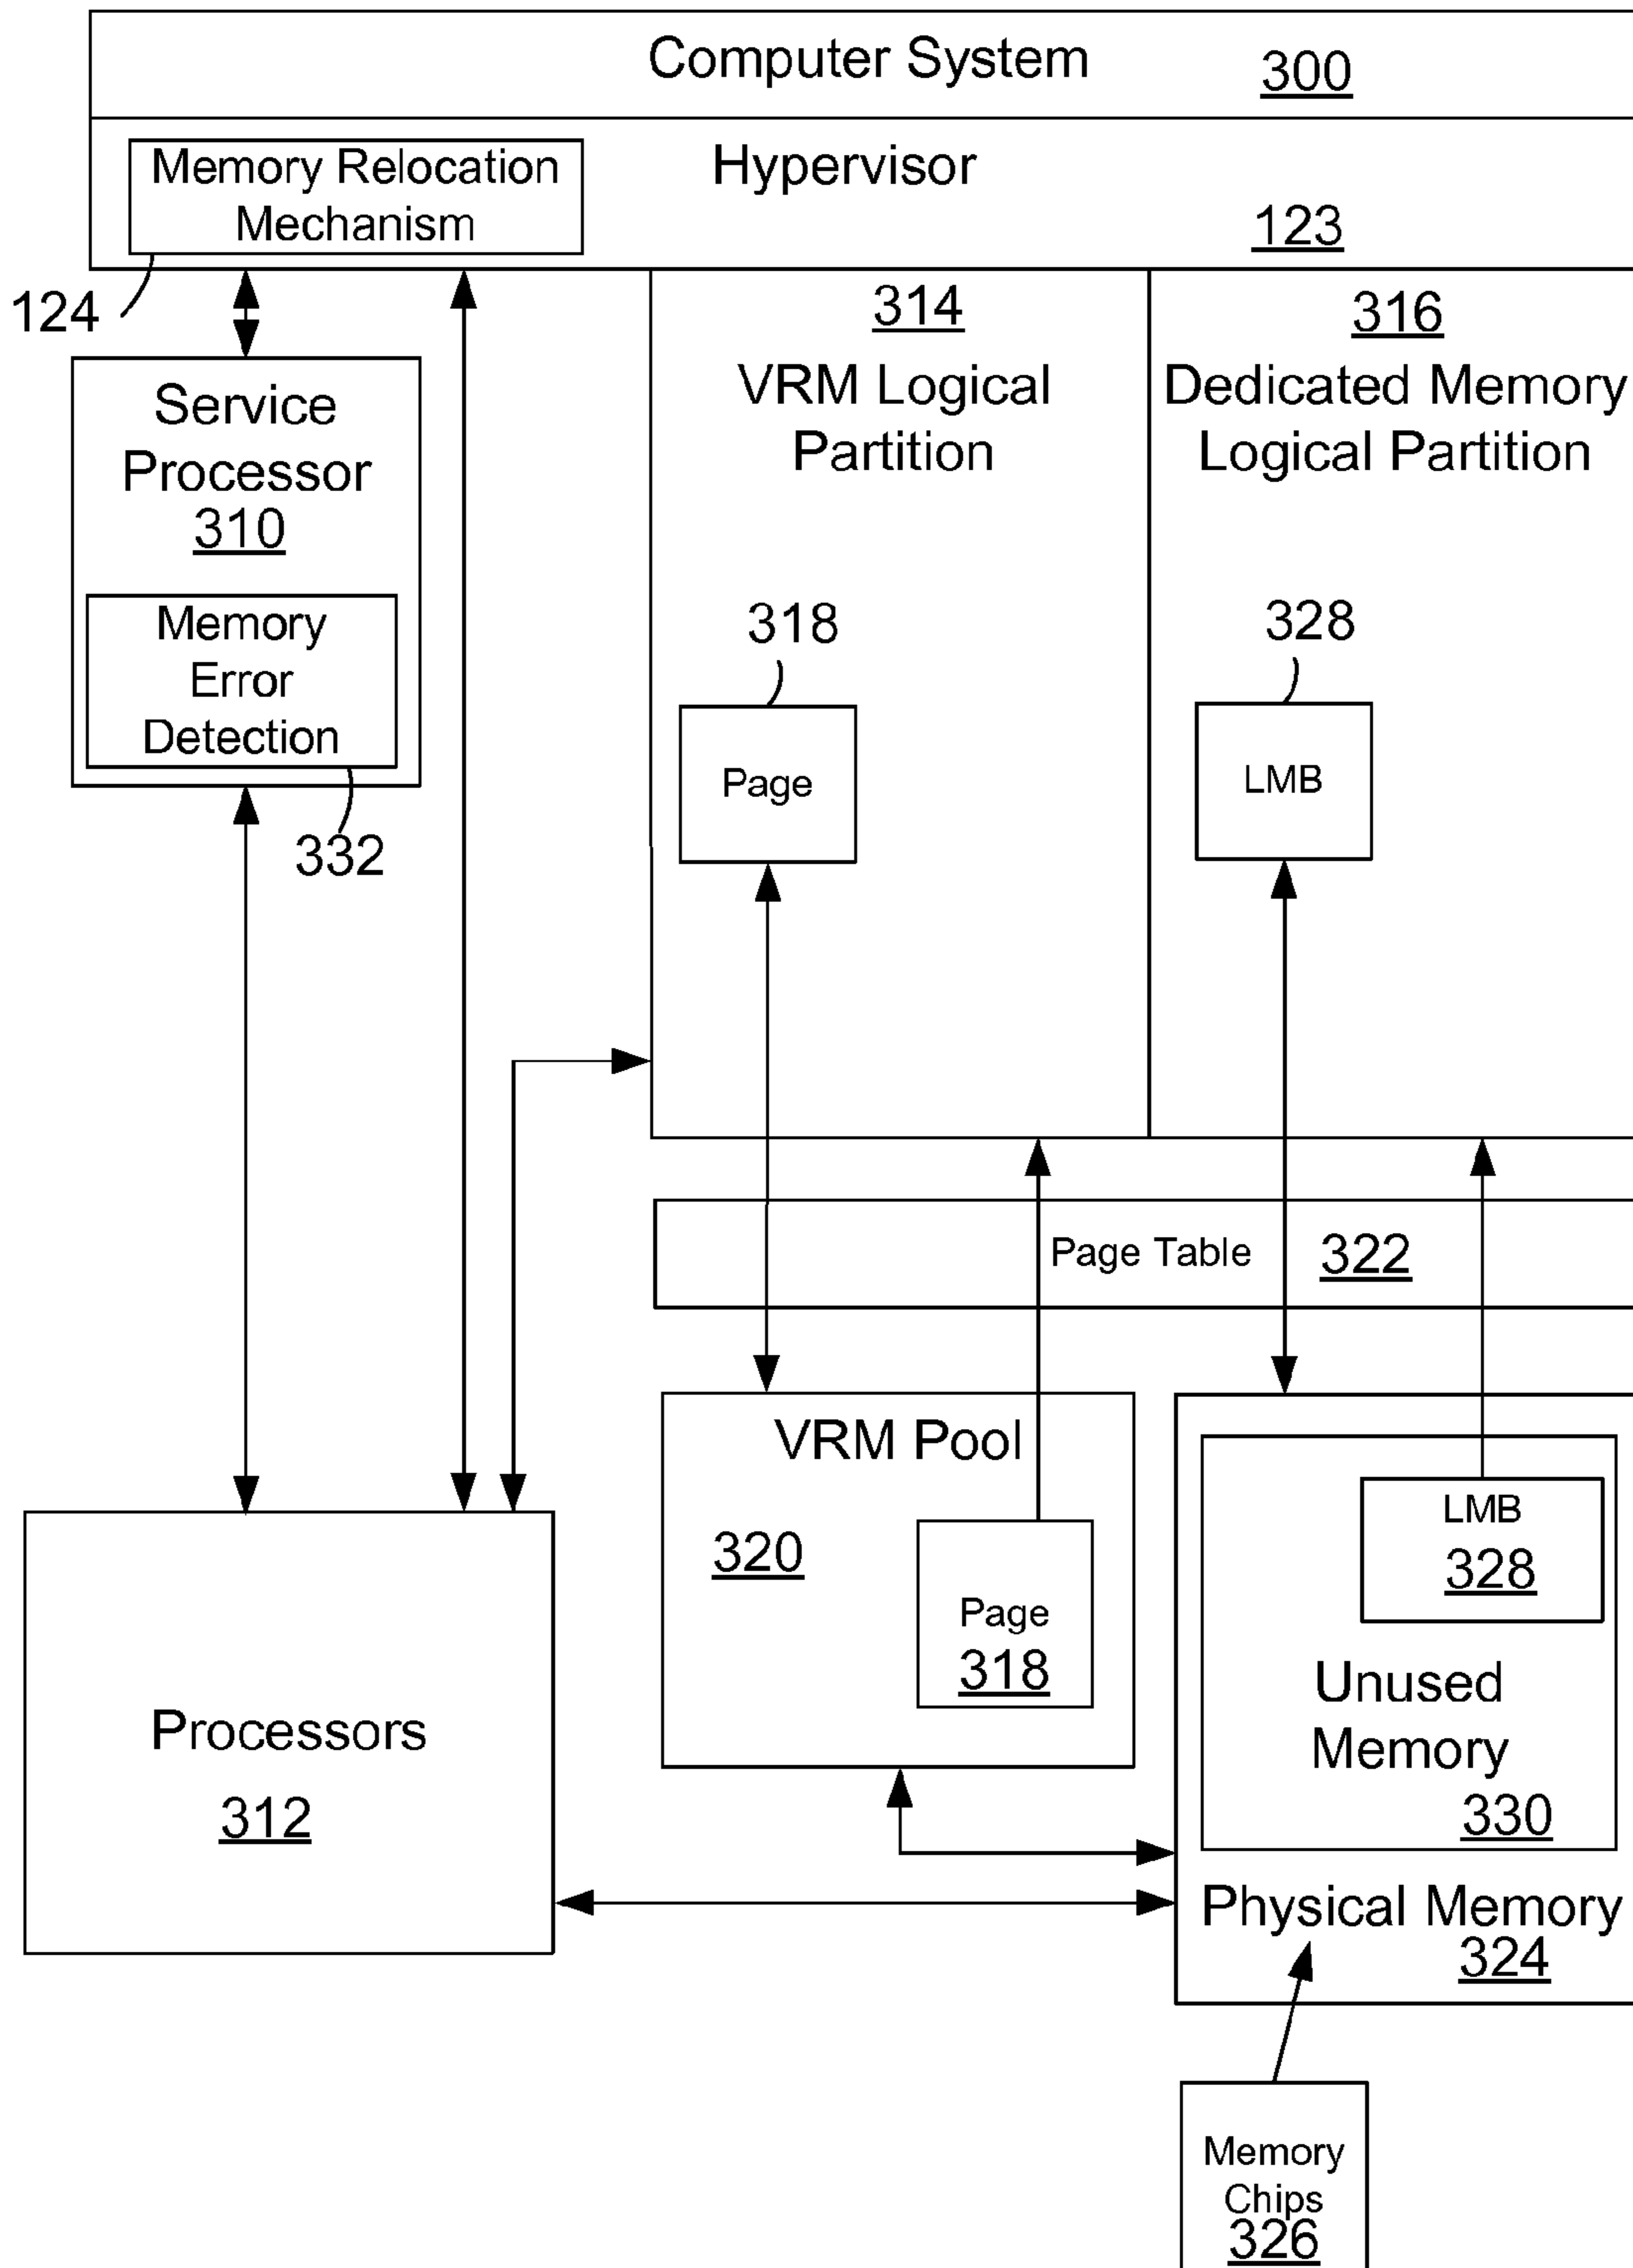 Computer System 300
Memory Relocation
Mechanism
Hypervisor
123
124
Service
Processor
310
Memory
Error
Detection
332
314
VRM Logical
Partition
318
Page
316
Dedicated Memory
Logical Partition
328
LMB
Page Table 322
VRM Pool
320
Page
318
LMB
328
Unused
Memory
330
Physical Memory
324
Processors
312
Memory
Chips
326